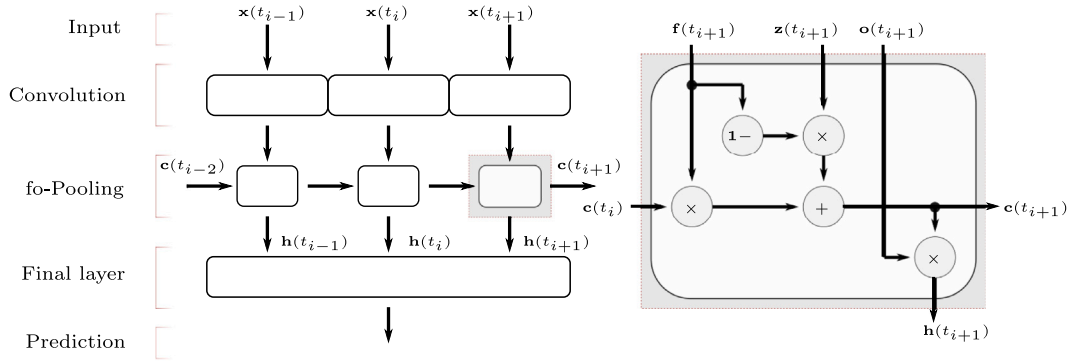 Input
𝐱(t_{i−1})
𝐱(t_i)
𝐱(t_{i+1})
Convolution
fo-Pooling
𝐜(t_{i−2})
𝐜(t_{i+1})
𝐡(t_{i−1})
𝐡(t_i)
𝐡(t_{i+1})
Final layer
Prediction
𝐟(t_{i+1})
𝐳(t_{i+1})
𝐨(t_{i+1})
𝟏−
×
𝐜(t_i)
×
+
𝐜(t_{i+1})
×
𝐡(t_{i+1})